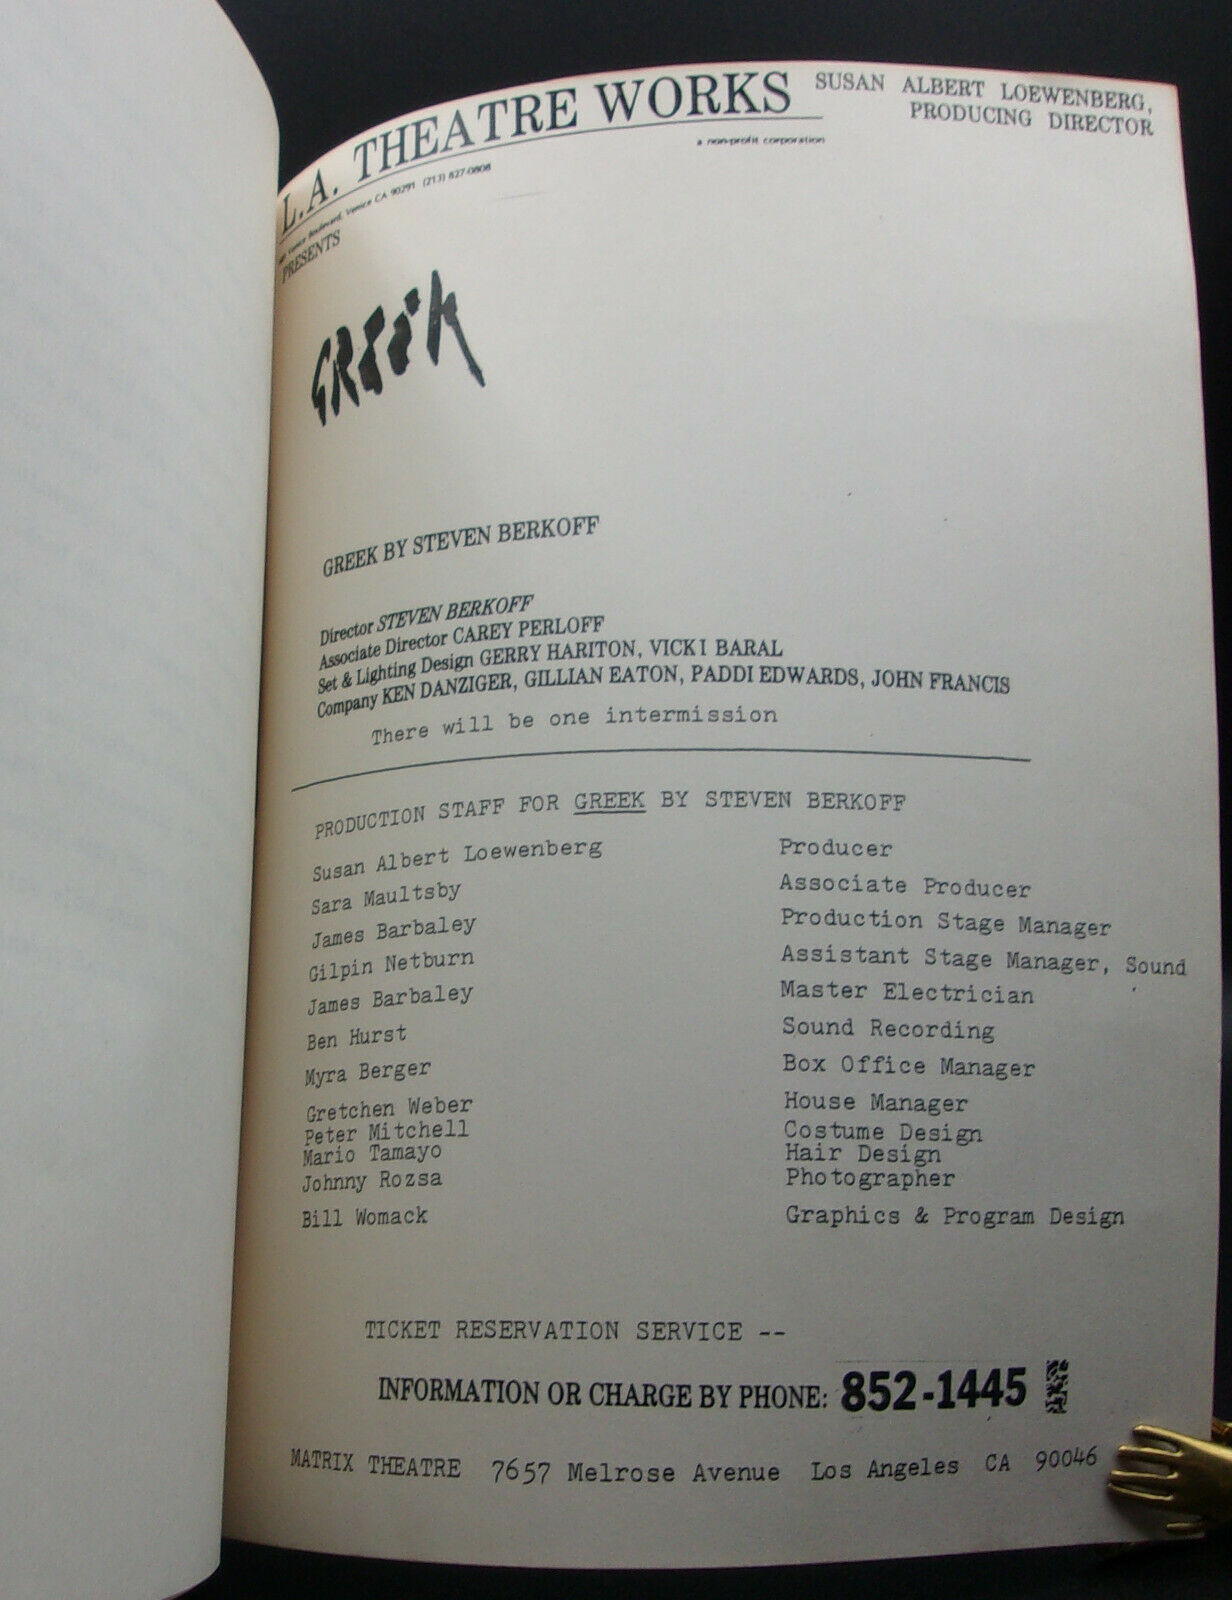 L.A. THEATRE WORKS
SUSAN ALBERT LOEWENBERG,
PRODUCING DIRECTOR
a non-profit corporation
Venice Boulevard, Venice CA 90291 (213) 827-0808
PRESENTS
GREEK
GREEK BY STEVEN BERKOFF
Director STEVEN BERKOFF
Associate Director CAREY PERLOFF
Set & Lighting Design GERRY HARITON, VICKI BARAL
Company KEN DANZIGER, GILLIAN EATON, PADDI EDWARDS, JOHN FRANCIS
There will be one intermission
PRODUCTION STAFF FOR GREEK BY STEVEN BERKOFF
Susan Albert Loewenberg Producer
Sara Maultsby Associate Producer
James Barbaley Production Stage Manager
Gilpin Netburn Assistant Stage Manager, Sound
James Barbaley Master Electrician
Ben Hurst Sound Recording
Myra Berger Box Office Manager
Gretchen Weber House Manager
Peter Mitchell Costume Design
Mario Tamayo Hair Design
Johnny Rozsa Photographer
Bill Womack Graphics & Program Design
TICKET RESERVATION SERVICE --
INFORMATION OR CHARGE BY PHONE: 852-1445
MATRIX THEATRE 7657 Melrose Avenue Los Angeles CA 90046